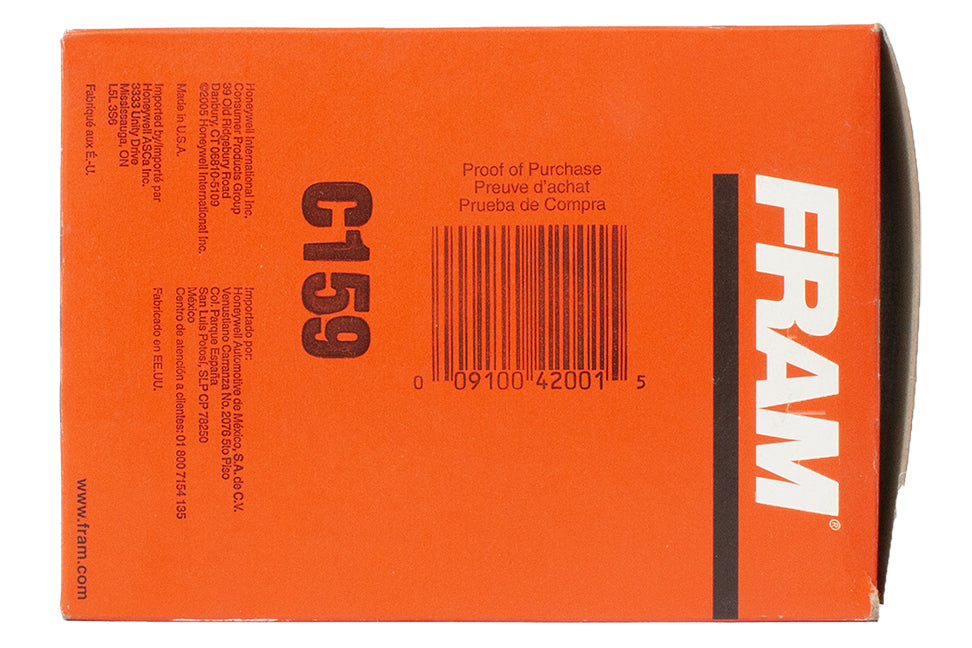 FRAM®
Proof of Purchase
Preuve d'achat
Prueba de Compra
0 09100 42001 5
C159
Honeywell International Inc.
Consumer Products Group
39 Old Ridgebury Road
Danbury, CT 06810-5109
©2005 Honeywell International Inc.
Made in U.S.A.
Imported by/Importé par
Honeywell ASCa Inc.
3333 Unity Drive
Mississauga, ON
L5L 3S6
Fabriqué aux É.-U.
Importado por:
Honeywell Automotive de México, S.A. de C.V.
Venustiano Carranza No. 2076 5to Piso
Col. Parque España
San Luis Potosí, SLP CP 78250
México
Centro de atención a clientes: 01 800 7154 135
Fabricado en EE.UU.
www.fram.com